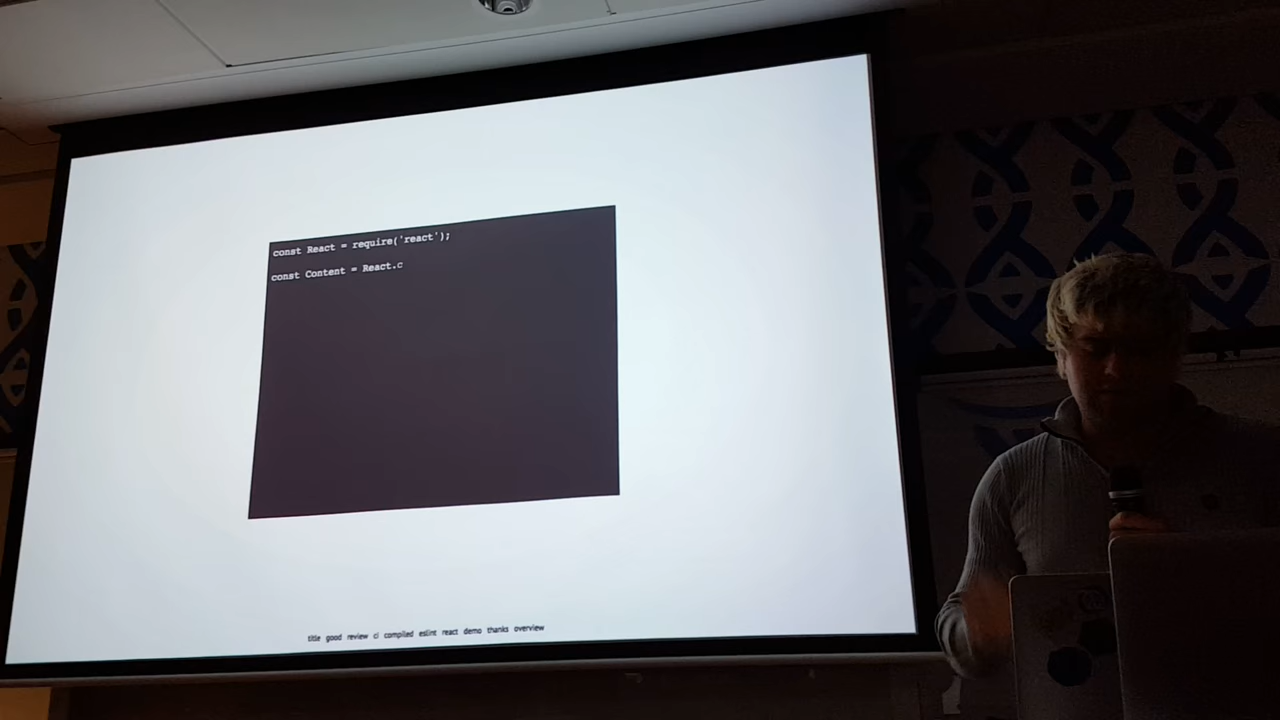 const React = require('react');
const Content = React.c
title good review ci compiled eslint react demo thanks overview